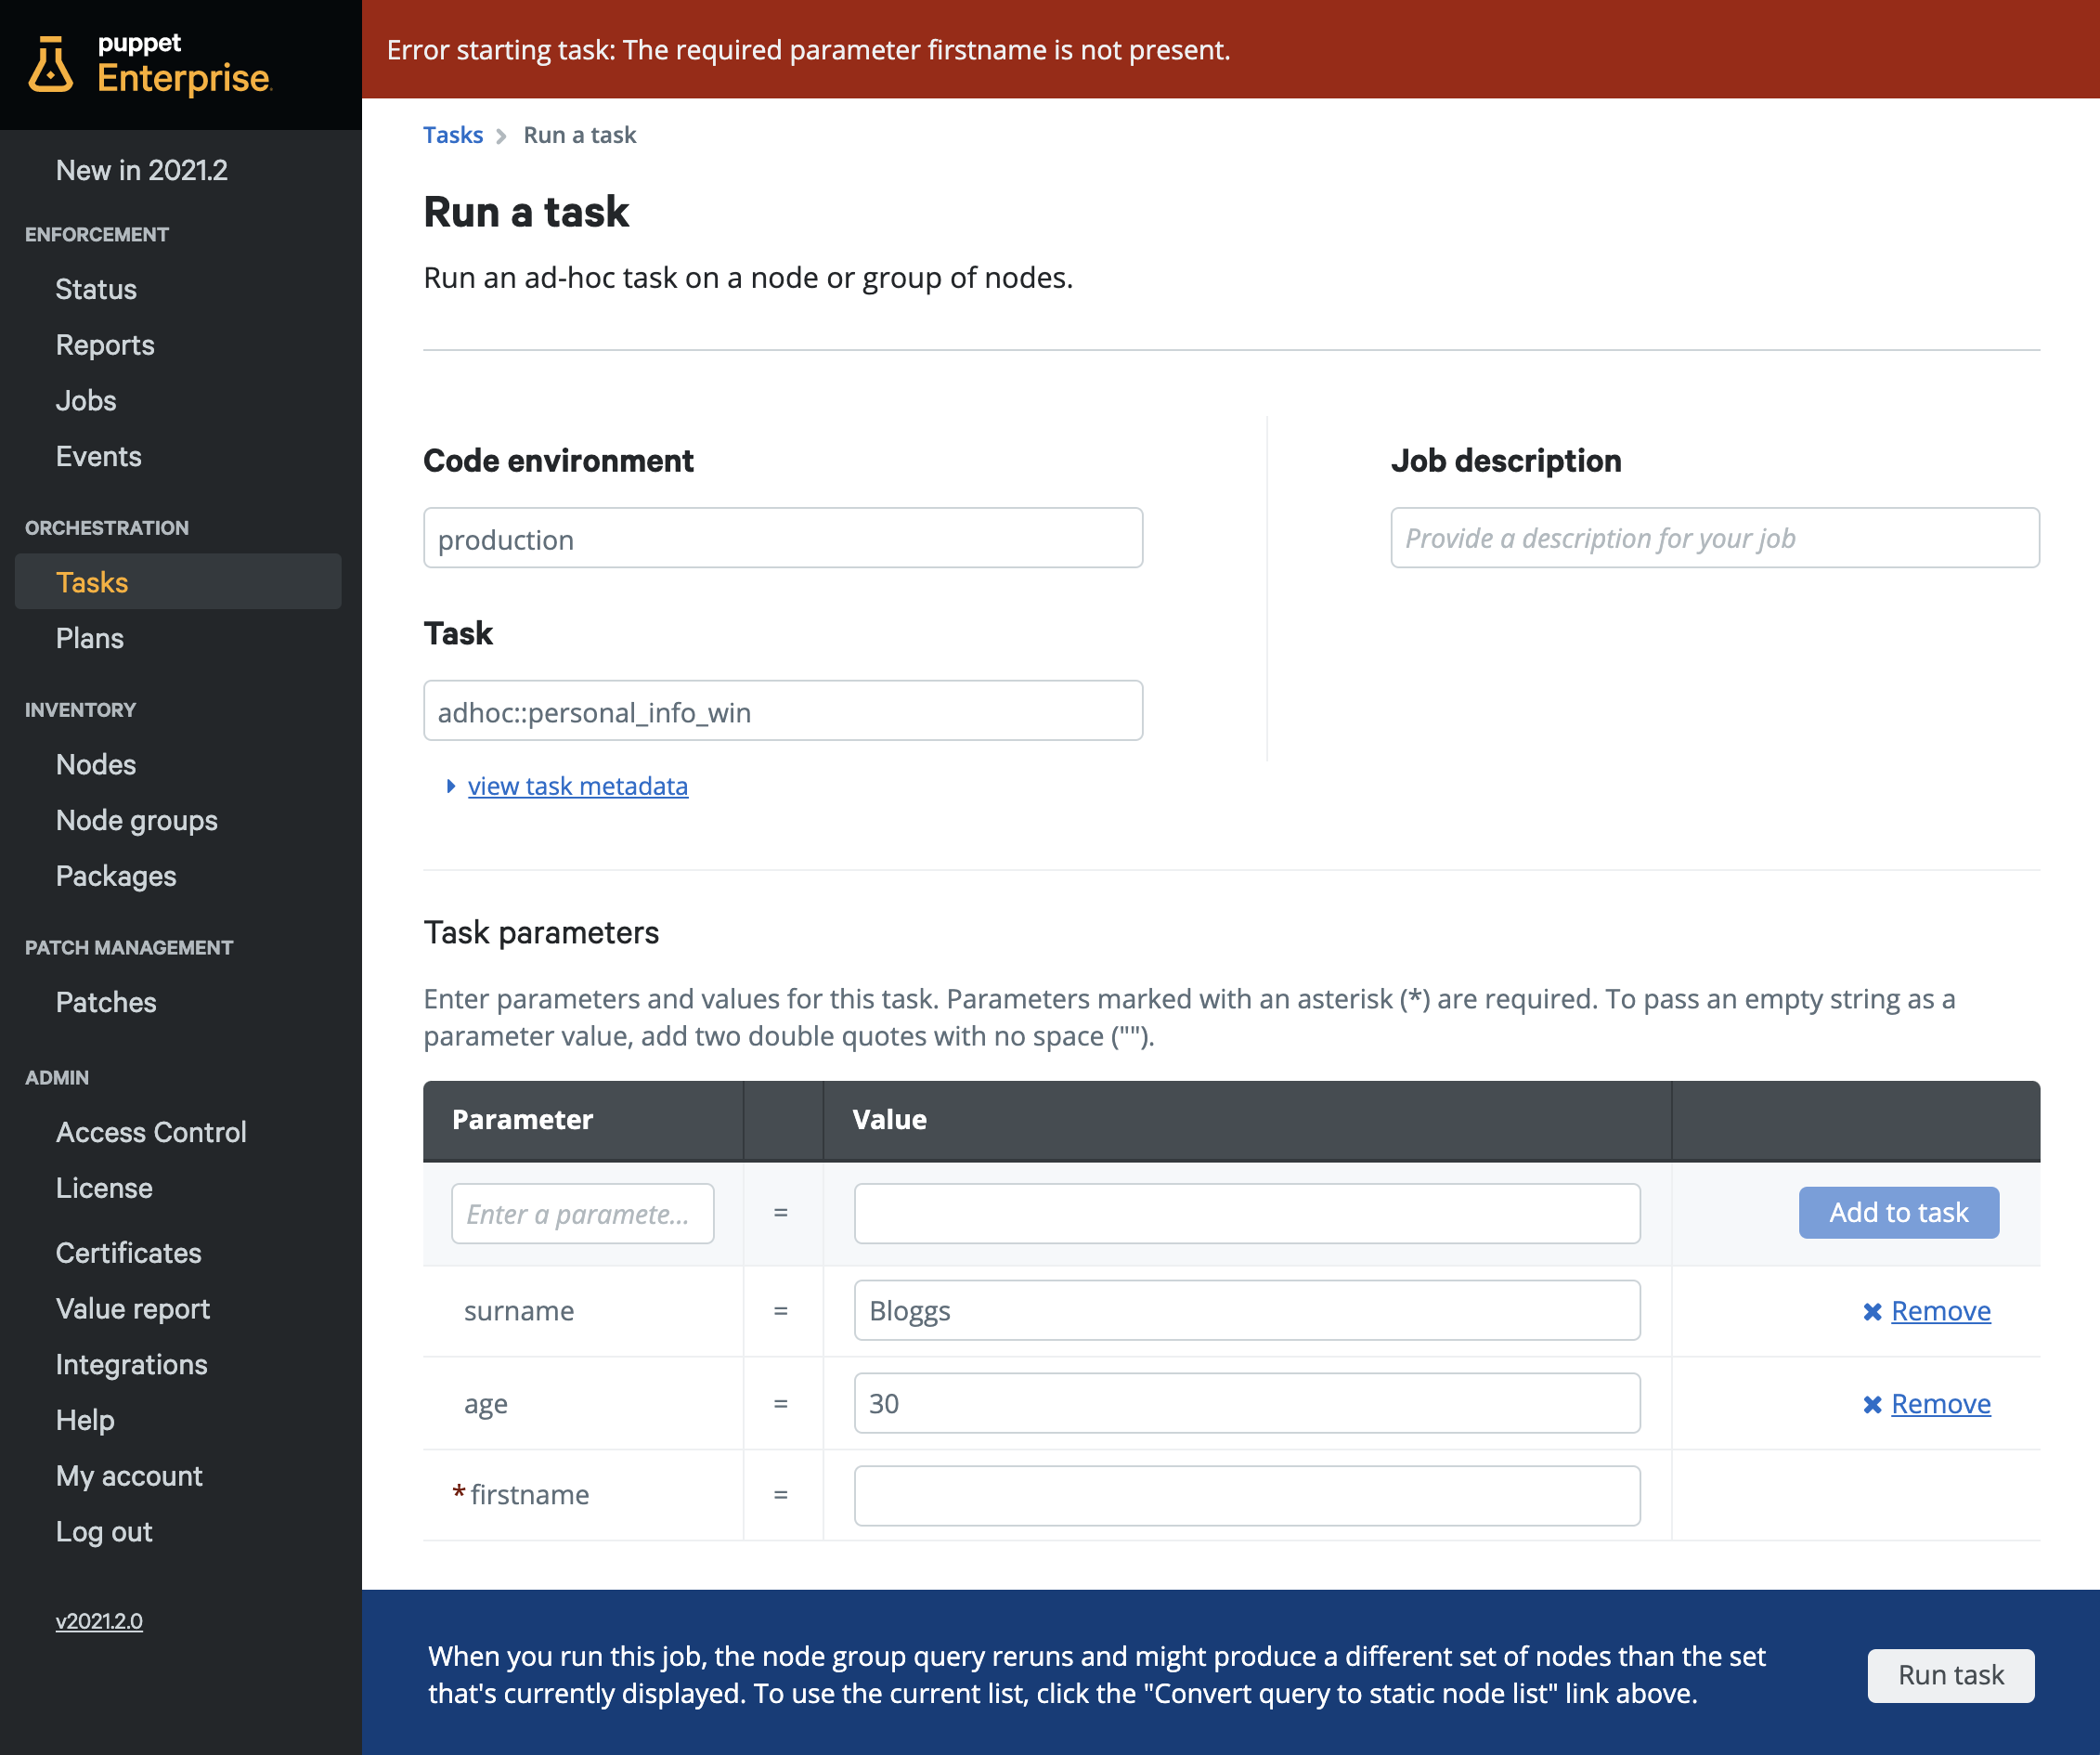 puppet
Enterprise
New in 2021.2
ENFORCEMENT
Status
Reports
Jobs
Events
ORCHESTRATION
Tasks
Plans
INVENTORY
Nodes
Node groups
Packages
PATCH MANAGEMENT
Patches
ADMIN
Access Control
License
Certificates
Value report
Integrations
Help
My account
Log out
v2021.2.0
Error starting task: The required parameter firstname is not present.
Tasks > Run a task
Run a task
Run an ad-hoc task on a node or group of nodes.
Code environment
production
Job description
Provide a description for your job
Task
adhoc::personal_info_win
view task metadata
Task parameters
Enter parameters and values for this task. Parameters marked with an asterisk (*) are required. To pass an empty string as a
parameter value, add two double quotes with no space ("").
Parameter Value
Enter a paramete... = Add to task
surname = Bloggs ✖ Remove
age = 30 ✖ Remove
* firstname =
When you run this job, the node group query reruns and might produce a different set of nodes than the set
that's currently displayed. To use the current list, click the "Convert query to static node list" link above.
Run task